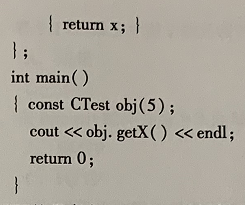 { return x; }
};
int main()
{ const CTest obj(5);
cout << obj. getX() << endl;
return 0;
}